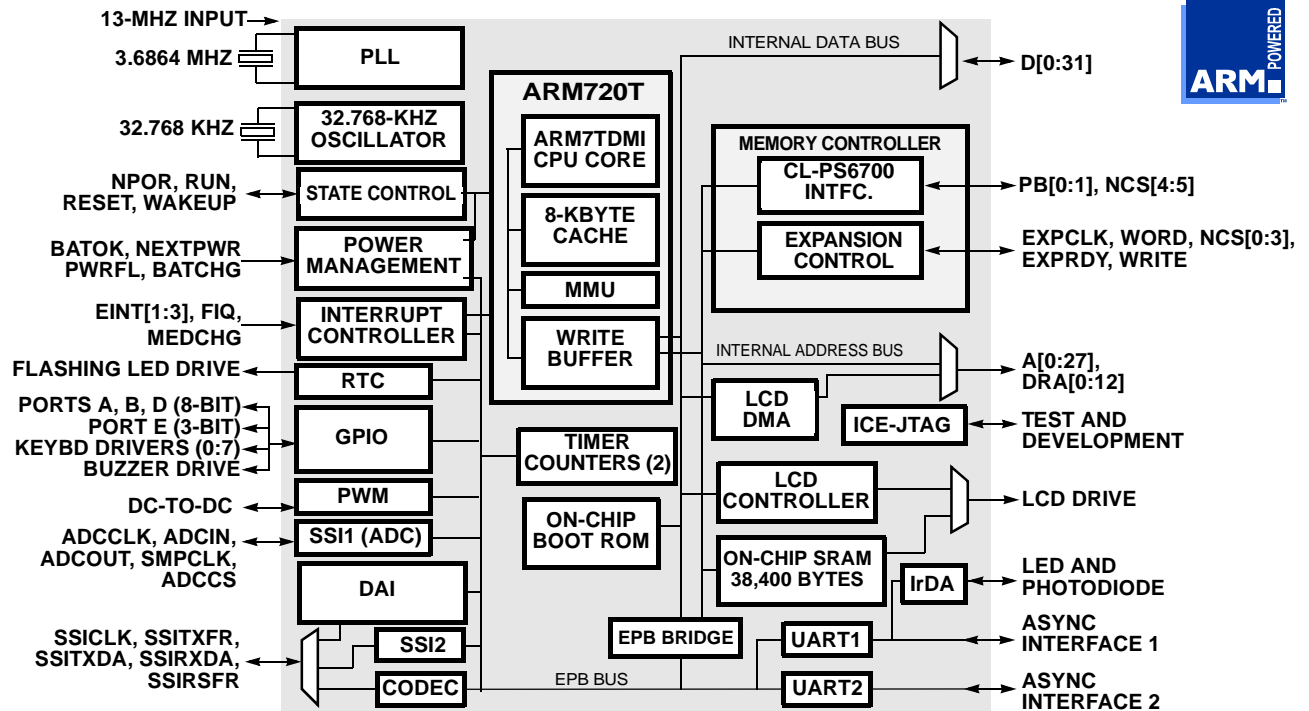 13-MHZ INPUT
3.6864 MHZ
PLL
32.768 KHZ
32.768-KHZ
OSCILLATOR
NPOR, RUN,
RESET, WAKEUP
STATE CONTROL
BATOK, NEXTPWR
PWRFL, BATCHG
POWER
MANAGEMENT
EINT[1:3], FIQ,
MEDCHG
INTERRUPT
CONTROLLER
FLASHING LED DRIVE
RTC
PORTS A, B, D (8-BIT)
PORT E (3-BIT)
KEYBD DRIVERS (0:7)
BUZZER DRIVE
GPIO
DC-TO-DC
PWM
ADCCLK, ADCIN,
ADCOUT, SMPCLK,
ADCCS
SSI1 (ADC)
DAI
SSICLK, SSITXFR,
SSITXDA, SSIRXDA,
SSIRSFR
SSI2
CODEC
ARM720T
ARM7TDMI
CPU CORE
8-KBYTE
CACHE
MMU
WRITE
BUFFER
TIMER
COUNTERS (2)
ON-CHIP
BOOT ROM
EPB BUS
INTERNAL DATA BUS
D[0:31]
MEMORY CONTROLLER
CL-PS6700
INTFC.
PB[0:1], NCS[4:5]
EXPANSION
CONTROL
EXPCLK, WORD, NCS[0:3],
EXPRDY, WRITE
INTERNAL ADDRESS BUS
A[0:27],
DRA[0:12]
LCD
DMA
ICE-JTAG
TEST AND
DEVELOPMENT
LCD
CONTROLLER
LCD DRIVE
ON-CHIP SRAM
38,400 BYTES
IrDA
LED AND
PHOTODIODE
EPB BRIDGE
UART1
ASYNC
INTERFACE 1
UART2
ASYNC
INTERFACE 2
ARM
POWERED
™